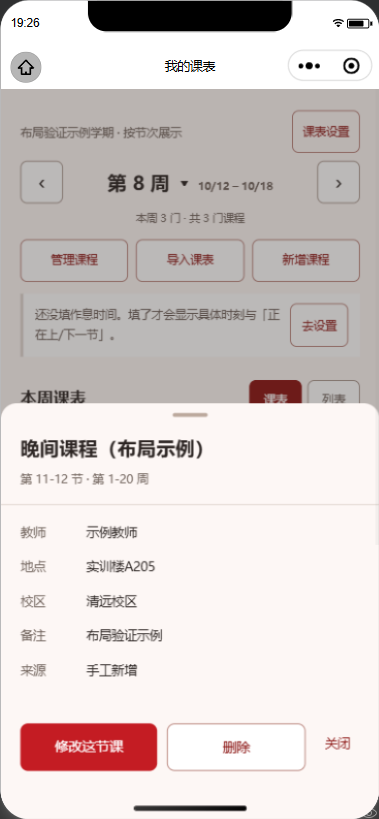 19:26
我的课表
布局验证示例学期 · 按节次展示
课表设置
‹ 第 8 周 10/12 – 10/18 ›
本周 3 门 · 共 3 门课程
管理课程 导入课表 新增课程
还没填作息时间。填了才会显示具体时刻与「正
在上/下一节」。
去设置
本周课表 课表 列表
晚间课程（布局示例）
第 11-12 节 · 第 1-20 周
教师 示例教师
地点 实训楼A205
校区 清远校区
备注 布局验证示例
来源 手工新增
修改这节课 删除 关闭